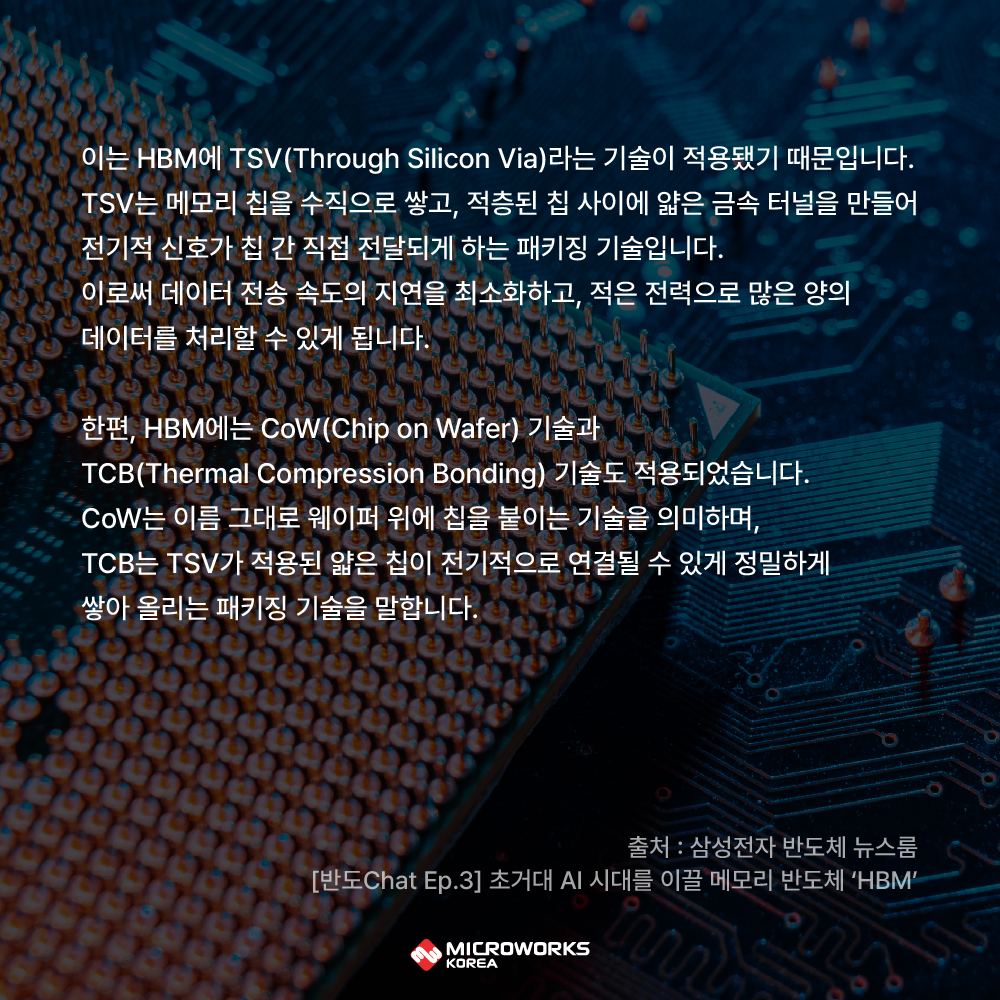 이는 HBM에 TSV(Through Silicon Via)라는 기술이 적용됐기 때문입니다.
TSV는 메모리 칩을 수직으로 쌓고, 적층된 칩 사이에 얇은 금속 터널을 만들어
전기적 신호가 칩 간 직접 전달되게 하는 패키징 기술입니다.
이로써 데이터 전송 속도의 지연을 최소화하고, 적은 전력으로 많은 양의
데이터를 처리할 수 있게 됩니다.
한편, HBM에는 CoW(Chip on Wafer) 기술과
TCB(Thermal Compression Bonding) 기술도 적용되었습니다.
CoW는 이름 그대로 웨이퍼 위에 칩을 붙이는 기술을 의미하며,
TCB는 TSV가 적용된 얇은 칩이 전기적으로 연결될 수 있게 정밀하게
쌓아 올리는 패키징 기술을 말합니다.
출처 : 삼성전자 반도체 뉴스룸
[반도Chat Ep.3] 초거대 AI 시대를 이끌 메모리 반도체 ‘HBM’
MICROWORKS
KOREA